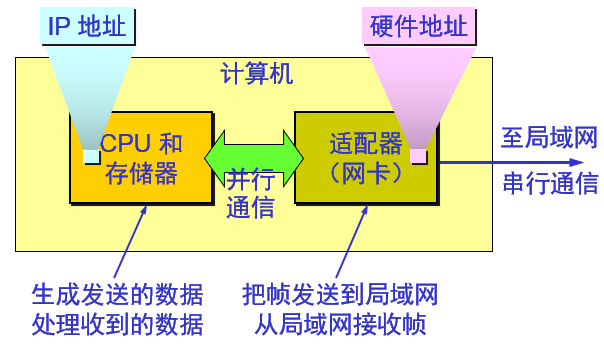 IP 地址
硬件地址
计算机
CPU 和
存储器
并行
通信
适配器
（网卡）
至局域网
串行通信
生成发送的数据
处理收到的数据
把帧发送到局域网
从局域网接收帧